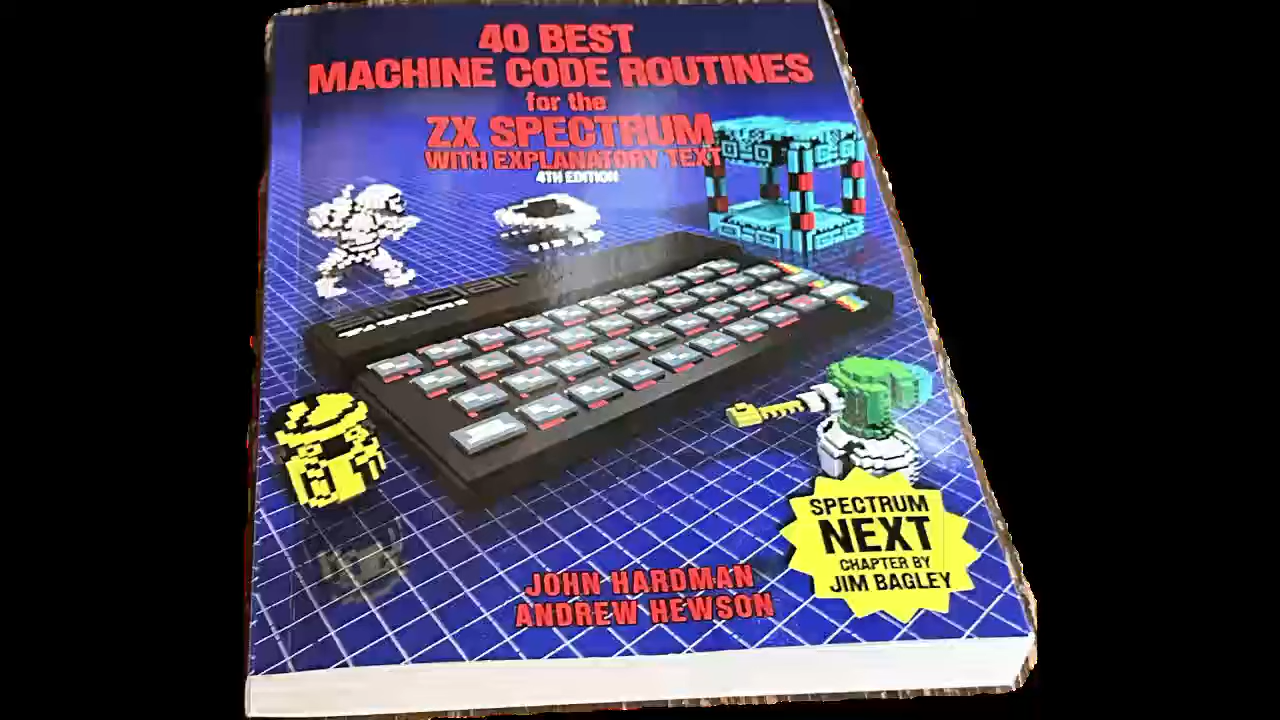 40 BEST
MACHINE CODE ROUTINES
for the
ZX SPECTRUM
WITH EXPLANATORY TEXT
4TH EDITION
sinclair
SPECTRUM
NEXT
CHAPTER BY
JIM BAGLEY
JOHN HARDMAN
ANDREW HEWSON